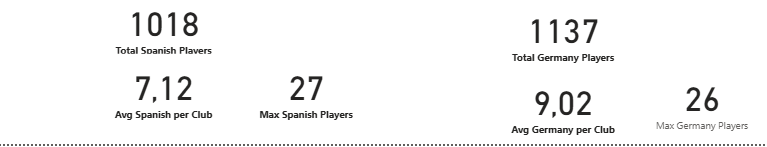 1018
Total Spanish Players
7,12
Avg Spanish per Club
27
Max Spanish Players
1137
Total Germany Players
9,02
Avg Germany per Club
26
Max Germany Players